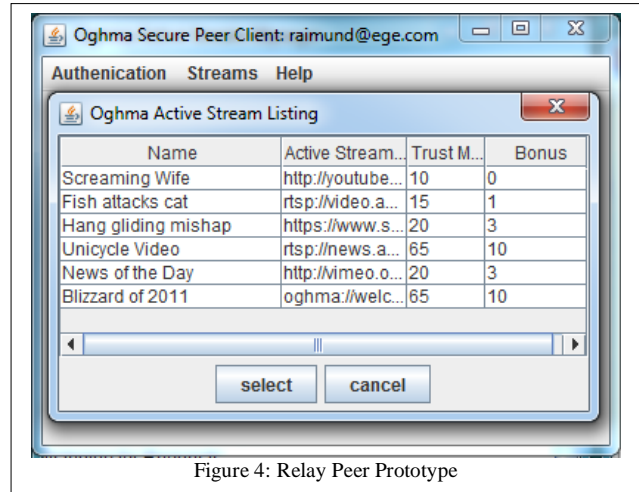 Oghma Secure Peer Client: raimund@ege.com
Authenication Streams Help
Oghma Active Stream Listing
Name Active Stream... Trust M... Bonus
Screaming Wife http://youtube... 10 0
Fish attacks cat rtsp://video.a... 15 1
Hang gliding mishap https://www.s... 20 3
Unicycle Video rtsp://news.a... 65 10
News of the Day http://vimeo.o... 20 3
Blizzard of 2011 oghma://welc... 65 10
select cancel
Figure 4: Relay Peer Prototype